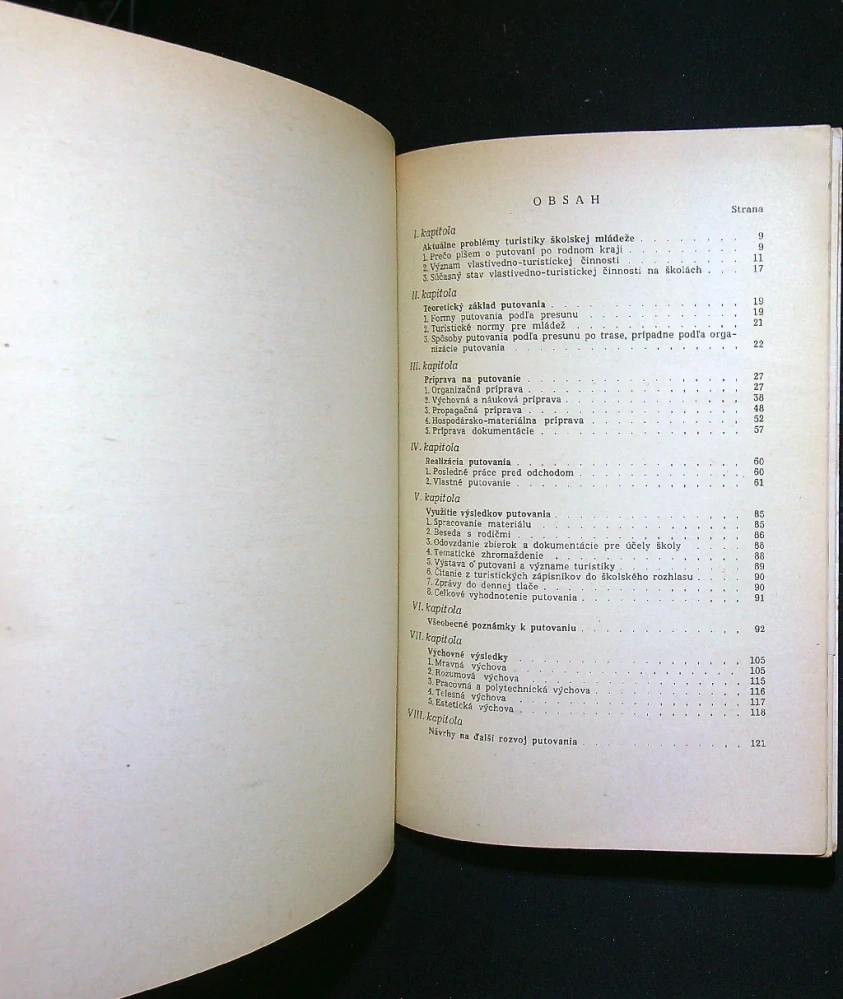 OBSAH
Strana
I. kapitola
Aktuálne problémy turistiky školskej mládeže . . . . . . . . 9
1. Prečo píšem o putovaní po rodnom kraji . . . . . . . . 9
2. Význam vlastivedno-turistickej činnosti . . . . . . . . 11
3. Súčasný stav vlastivedno-turistickej činnosti na školách . . . 17
II. kapitola
Teoretický základ putovania . . . . . . . . . . . . . 19
1. Formy putovania podľa presunu . . . . . . . . . . . 19
2. Turistické normy pre mládež . . . . . . . . . . . . 21
3. Spôsoby putovania podľa presunu po trase, prípadne podľa orga-
nizácie putovania . . . . . . . . . . . . . . . 22
III. kapitola
Príprava na putovanie . . . . . . . . . . . . . . . 27
1. Organizačná príprava . . . . . . . . . . . . . . 27
2. Výchovná a náuková príprava . . . . . . . . . . . . 38
3. Propagačná príprava . . . . . . . . . . . . . . 48
4. Hospodársko-materiálna príprava . . . . . . . . . . 52
5. Príprava dokumentácie . . . . . . . . . . . . . . 57
IV. kapitola
Realizácia putovania . . . . . . . . . . . . . . . 60
1. Posledné práce pred odchodom . . . . . . . . . . . 60
2. Vlastné putovanie . . . . . . . . . . . . . . . 61
V. kapitola
Využitie výsledkov putovania . . . . . . . . . . . . 85
1. Spracovanie materiálu . . . . . . . . . . . . . . 85
2. Beseda s rodičmi . . . . . . . . . . . . . . . 86
3. Odovzdanie zbierok a dokumentácie pre účely školy . . . . 88
4. Tematické zhromaždenie . . . . . . . . . . . . . 88
5. Výstava o putovaní a význame turistiky . . . . . . . . 89
6. Čítanie z turistických zápisníkov do školského rozhlasu . . . . 90
7. Zprávy do dennej tlače . . . . . . . . . . . . . 90
8. Celkové vyhodnotenie putovania . . . . . . . . . . . 91
VI. kapitola
Všeobecné poznámky k putovaniu . . . . . . . . . . . 92
VII. kapitola
Výchovné výsledky . . . . . . . . . . . . . . . 105
1. Mravná výchova . . . . . . . . . . . . . . . 105
2. Rozumová výchova . . . . . . . . . . . . . . 115
3. Pracovná a polytechnická výchova . . . . . . . . . . 116
4. Telesná výchova . . . . . . . . . . . . . . . 117
5. Estetická výchova . . . . . . . . . . . . . . 118
VIII. kapitola
Návrhy na ďalší rozvoj putovania . . . . . . . . . . . 121